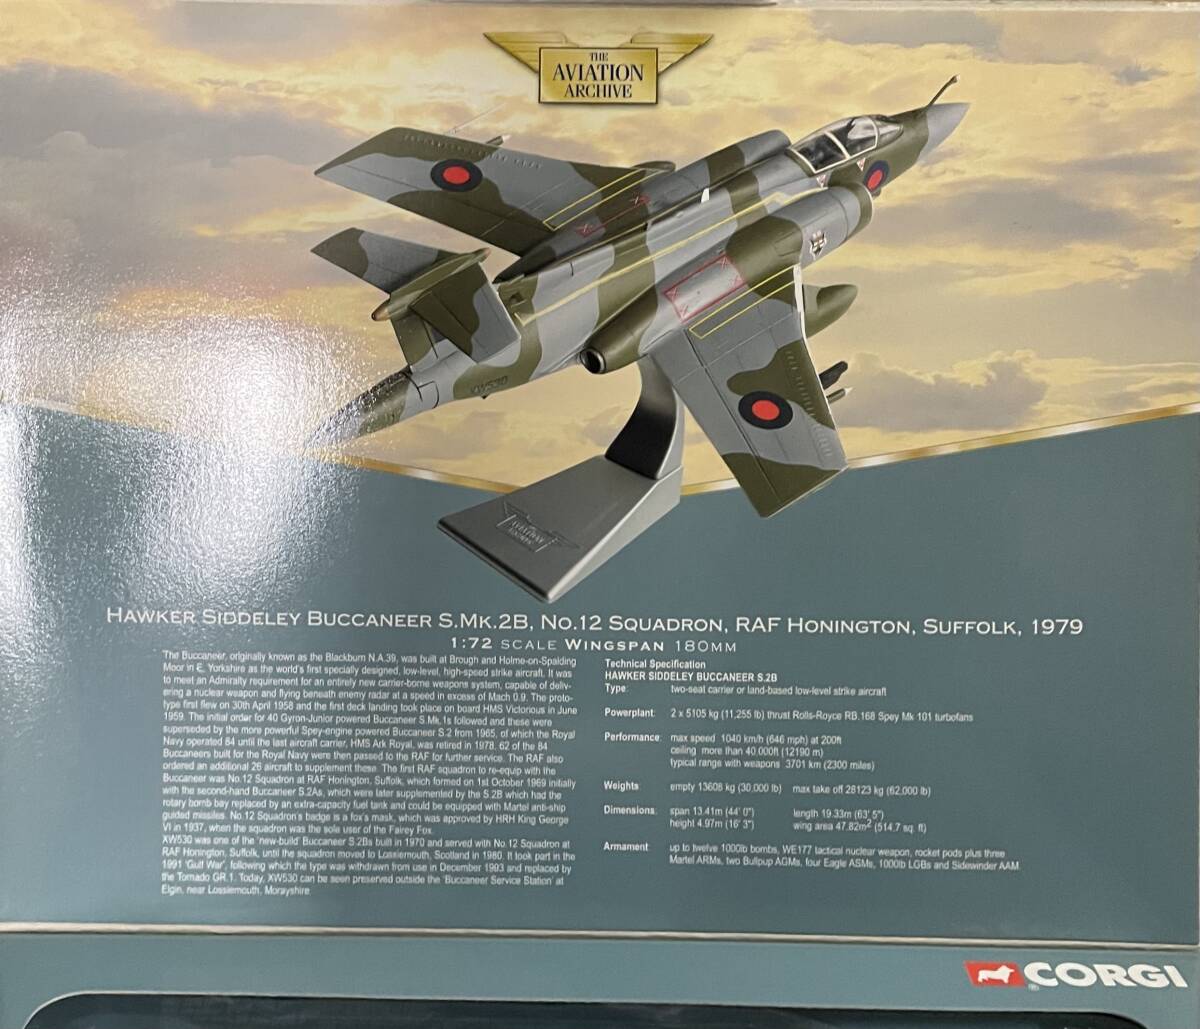 THE
AVIATION
ARCHIVE
XW530
AVIATION
ARCHIVE
HAWKER SIDDELEY BUCCANEER S.MK.2B, NO.12 SQUADRON, RAF HONINGTON, SUFFOLK, 1979
1:72 SCALE WINGSPAN 180MM
The Buccaneer, originally known as the Blackburn N.A.39, was built at Brough and Holme-on-Spalding
Moor in E. Yorkshire as the world's first specially designed, low-level, high-speed strike aircraft. It was
to meet an Admiralty requirement for an entirely new carrier-borne weapons system, capable of deliv-
ering a nuclear weapon and flying beneath enemy radar at a speed in excess of Mach 0.9. The proto-
type first flew on 30th April 1958 and the first deck landing took place on board HMS Victorious in June
1959. The initial order for 40 Gyron-Junior powered Buccaneer S.Mk.1s followed and these were
superseded by the more powerful Spey-engine powered Buccaneer S.2 from 1965, of which the Royal
Navy operated 84 until the last aircraft carrier, HMS Ark Royal, was retired in 1978. 62 of the 84
Buccaneers built for the Royal Navy were then passed to the RAF for further service. The RAF also
ordered an additional 26 aircraft to supplement these. The first RAF squadron to re-equip with the
Buccaneer was No.12 Squadron at RAF Honington, Suffolk, which formed on 1st October 1969 initially
with the second-hand Buccaneer S.2As, which were later supplemented by the S.2B which had the
rotary bomb bay replaced by an extra-capacity fuel tank and could be equipped with Martel anti-ship
guided missiles. No.12 Squadron's badge is a fox's mask, which was approved by HRH King George
VI in 1937, when the squadron was the sole user of the Fairey Fox.
XW530 was one of the 'new-build' Buccaneer S.2Bs built in 1970 and served with No.12 Squadron at
RAF Honington, Suffolk, until the squadron moved to Lossiemouth, Scotland in 1980. It took part in the
1991 'Gulf War', following which the type was withdrawn from use in December 1993 and replaced by
the Tornado GR.1. Today, XW530 can be seen preserved outside the 'Buccaneer Service Station' at
Elgin, near Lossiemouth, Morayshire
Technical Specification
HAWKER SIDDELEY BUCCANEER S.2B
Type: two-seat carrier or land-based low-level strike aircraft
Powerplant: 2 x 5105 kg (11,255 lb) thrust Rolls-Royce RB.168 Spey Mk 101 turbofans
Performance: max speed 1040 km/h (646 mph) at 200ft
ceiling more than 40,000ft (12190 m)
typical range with weapons 3701 km (2300 miles)
Weights: empty 13608 kg (30,000 lb) max take off 28123 kg (62,000 lb)
Dimensions: span 13.41m (44' 0") length 19.33m (63' 5")
height 4.97m (16' 3") wing area 47.82m² (514.7 sq. ft)
Armament: up to twelve 1000lb bombs, WE177 tactical nuclear weapon, rocket pods plus three
Martel ARMs, two Bullpup AGMs, four Eagle ASMs, 1000lb LGBs and Sidewinder AAM.
CORGI